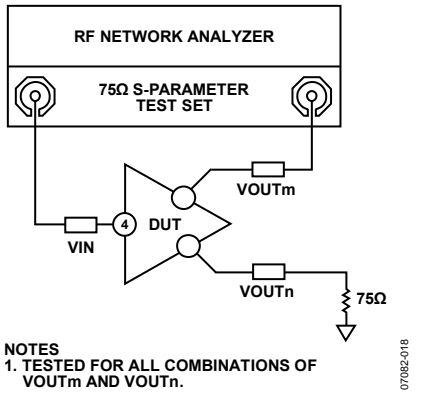 RF NETWORK ANALYZER
75Ω S-PARAMETER
TEST SET
VOUTm
4
DUT
VIN
VOUTn
75Ω
NOTES
1. TESTED FOR ALL COMBINATIONS OF
VOUTm AND VOUTn.
07082-018